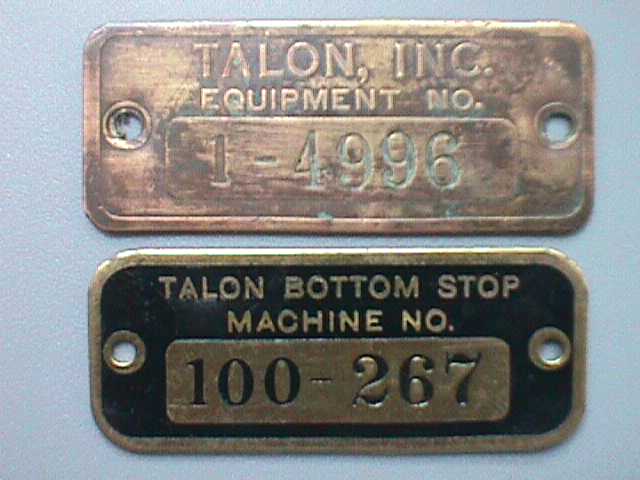 TALON, INC.
EQUIPMENT NO.
1-4996
TALON BOTTOM STOP
MACHINE NO.
100-267